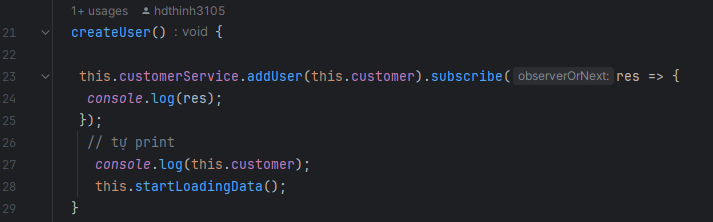 1+ usages hdthinh3105
21 createUser() : void {
22
23 this.customerService.addUser(this.customer).subscribe( observerOrNext: res => {
24 console.log(res);
25 });
26 // tự print
27 console.log(this.customer);
28 this.startLoadingData();
29 }